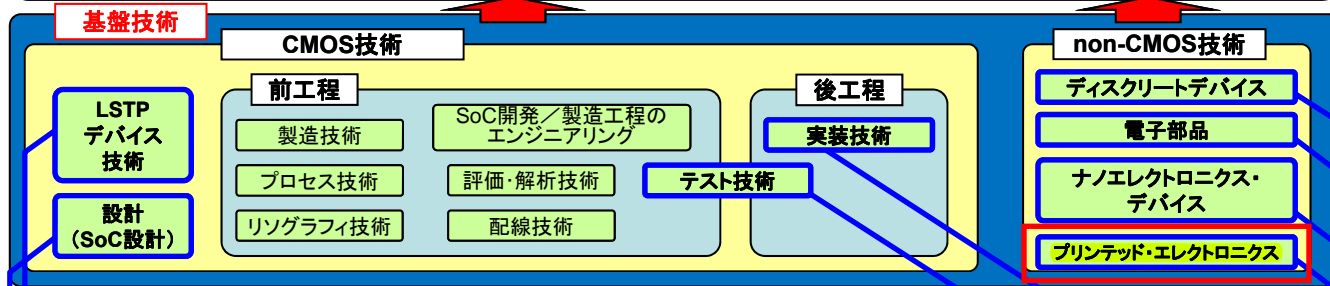 基盤技術
CMOS技術
LSTP
デバイス
技術
設計
(SoC設計)
前工程
製造技術
プロセス技術
リソグラフィ技術
SoC開発/製造工程の
エンジニアリング
評価・解析技術
配線技術
テスト技術
後工程
実装技術
non-CMOS技術
ディスクリートデバイス
電子部品
ナノエレクトロニクス・
デバイス
プリンテッド・エレクトロニクス